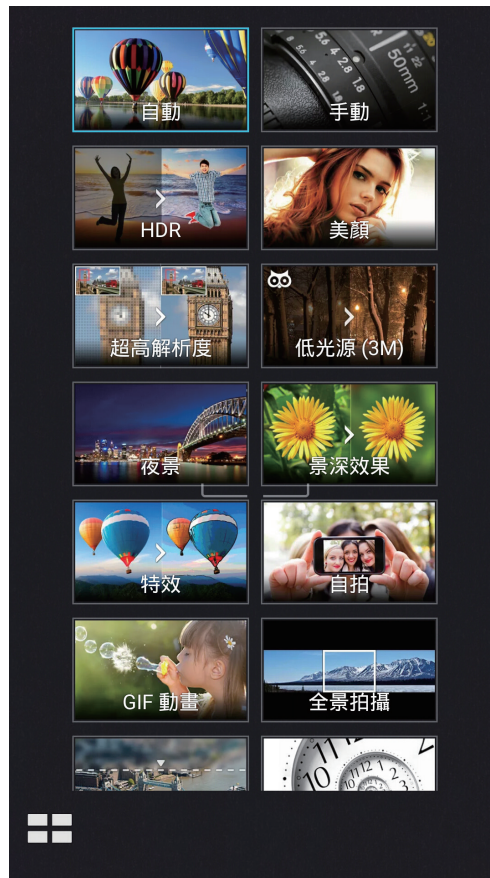 自動
手動
HDR
美顏
超高解析度
低光源 (3M)
夜景
景深效果
特效
自拍
GIF 動畫
全景拍攝